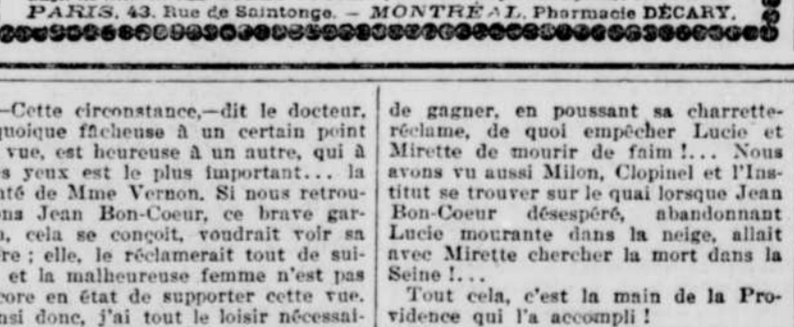 PARIS, 43, Rue de Saintonge. — MONTRÉAL, Pharmacie DÉCARY.
—Cette circonstance,—dit le docteur,
quoique fâcheuse à un certain point
vue, est heureuse à un autre, qui à
s yeux est le plus important... la
nté de Mme Vernon. Si nous retrou-
ons Jean Bon-Coeur, ce brave gar-
n, cela se conçoit, voudrait voir sa
re ; elle, le réclamerait tout de sui-
et la malheureuse femme n'est pas
core en état de supporter cette vue.
nsi donc, j'ai tout le loisir nécessai-
de gagner, en poussant sa charrette-
réclame, de quoi empêcher Lucie et
Mirette de mourir de faim !... Nous
avons vu aussi Milon, Clopinel et l'Ins-
titut se trouver sur le quai lorsque Jean
Bon-Coeur désespéré, abandonnant
Lucie mourante dans la neige, allait
avec Mirette chercher la mort dans la
Seine !...
Tout cela, c'est la main de la Pro-
vidence qui l'a accompli !